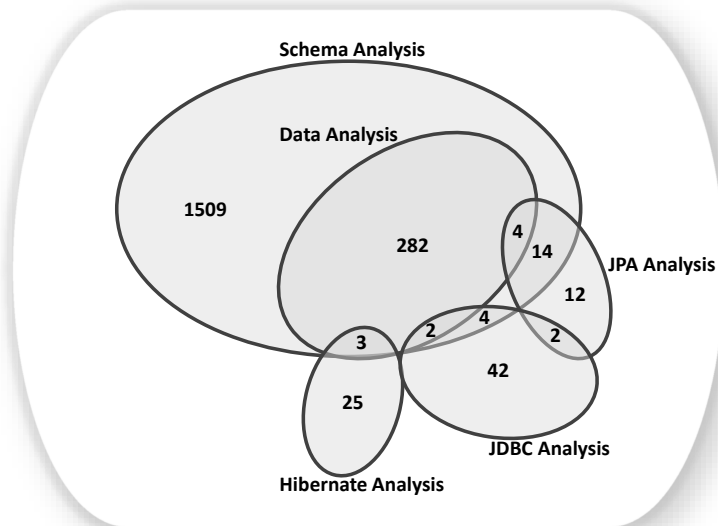 Schema Analysis
Data Analysis
1509
282
4
14
JPA Analysis
12
3
2
4
2
25
42
JDBC Analysis
Hibernate Analysis